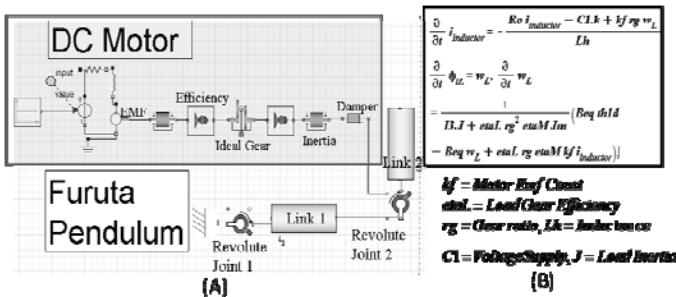 DC Motor
input
value
EMF
Efficiency
Ideal Gear
Inertia
Damper
Link 2
Furuta
Pendulum
Link 1
Revolute
Joint 1
Revolute
Joint 2
(A)
∂/∂t i_inductor = - (Ro i_inductor − C1.k + kf rg w_L) / Lh
∂/∂t ϕ_iL = w_L, ∂/∂t w_L
= 1 / (I3.J + etaL rg² etaM Jm) (Beq th1d
− Beq w_L + etaL rg etaM kf i_inductor)]
kf = Motor Emf Const
etaL = Load Gear Efficiency
rg = Gear ratio, Lh = Inductance
C1 = VoltageSupply, J = Load Inertia
(B)